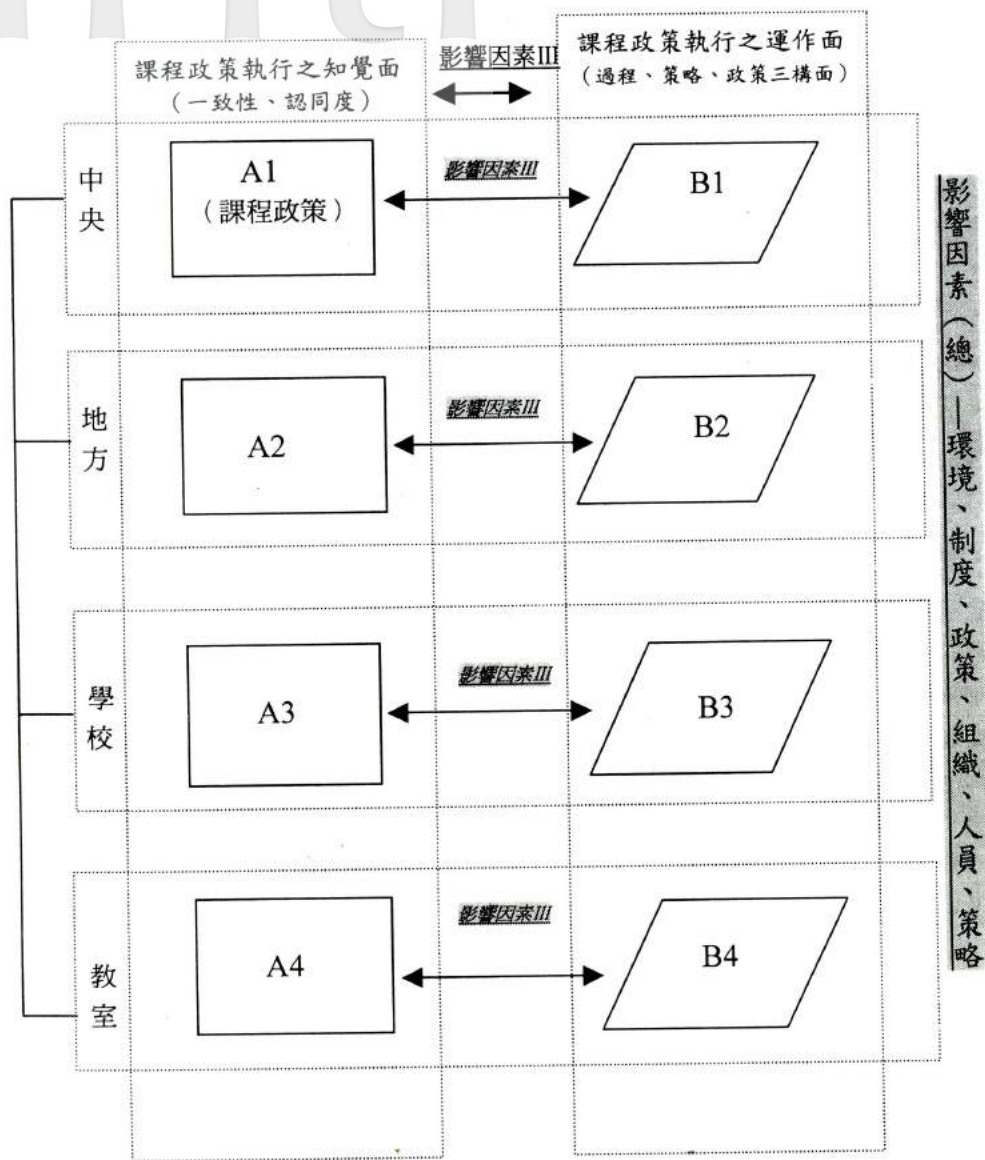 課程政策執行之知覺面
（一致性、認同度）
影響因素III
課程政策執行之運作面
（過程、策略、政策三構面）
中央
A1
（課程政策）
影響因素III
B1
地方
A2
影響因素III
B2
學校
A3
影響因素III
B3
教室
A4
影響因素III
B4
影響因素（總）—環境、制度、政策、組織、人員、策略